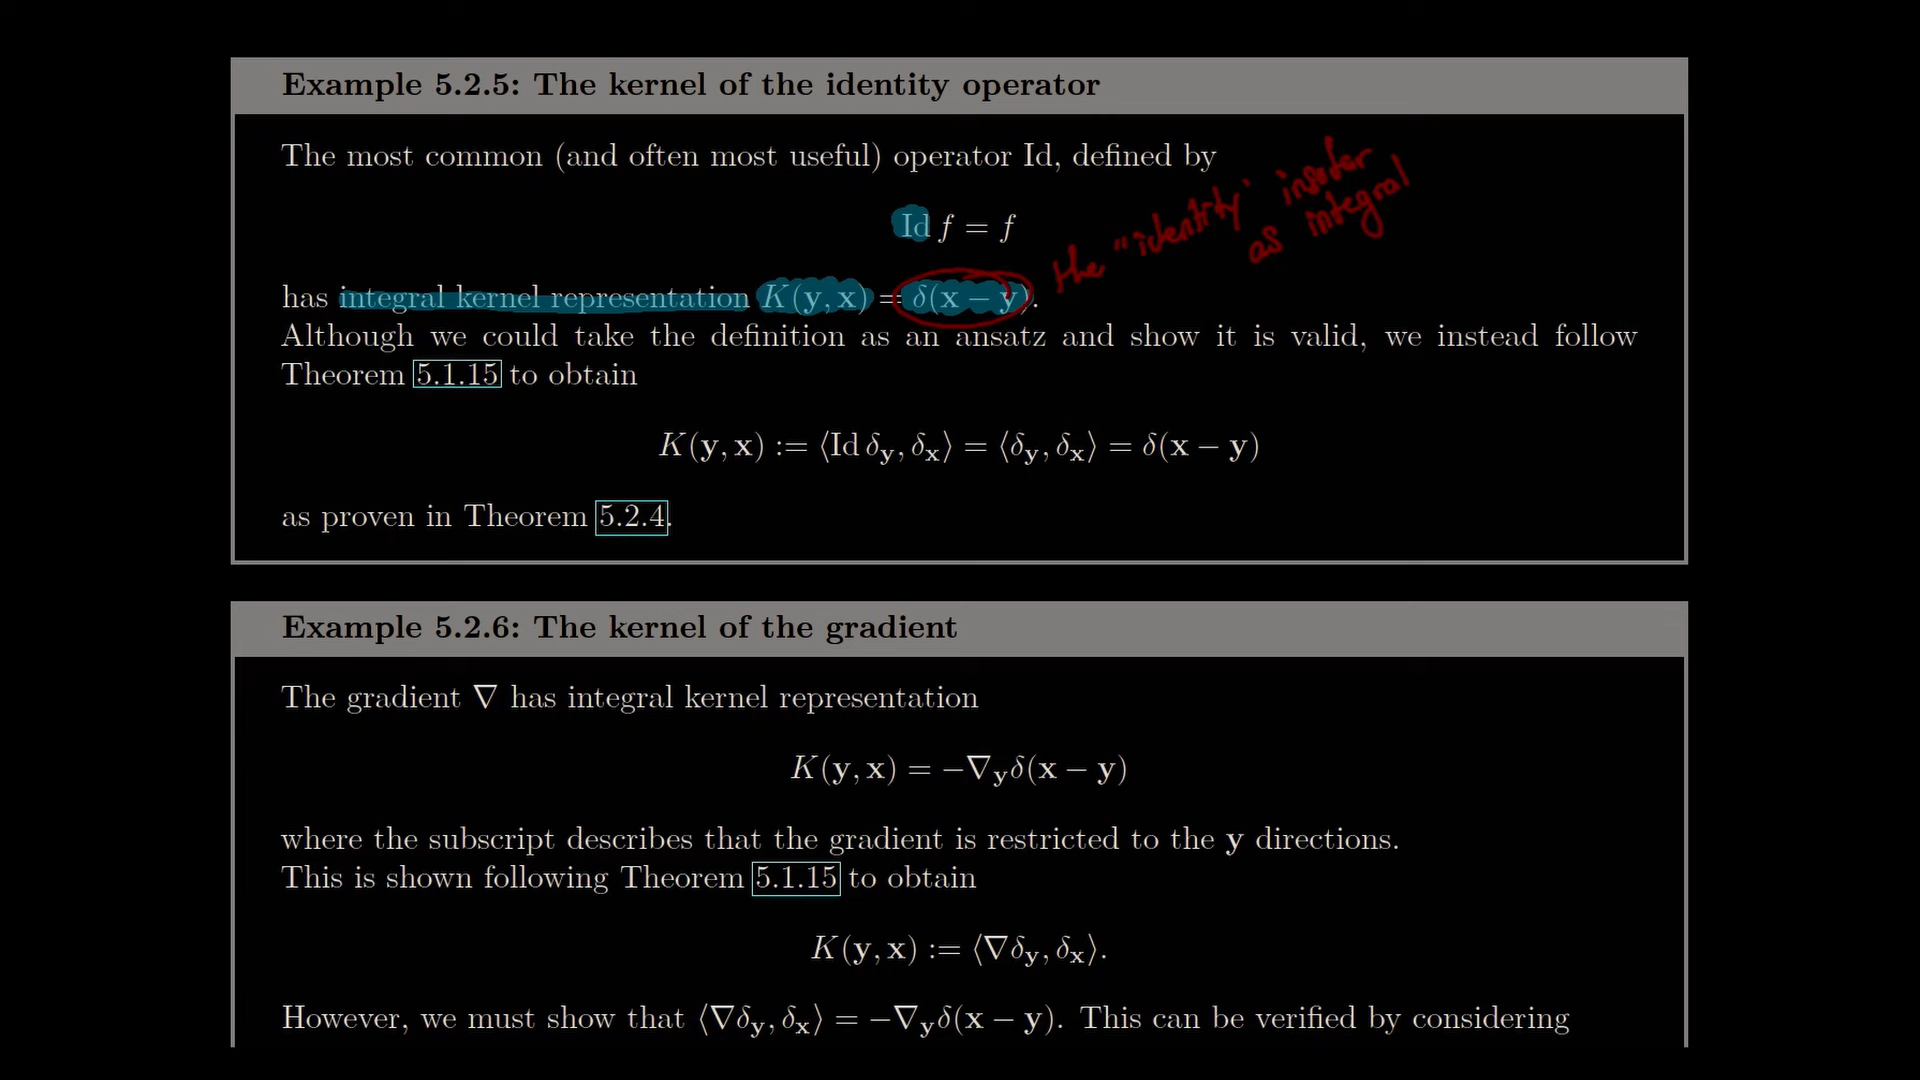 Example 5.2.5: The kernel of the identity operator
The most common (and often most useful) operator Id, defined by
Id f = f
has integral kernel representation K(y, x) = δ(x − y).
the "identity" insofar
as integral
Although we could take the definition as an ansatz and show it is valid, we instead follow
Theorem 5.1.15 to obtain
K(y, x) := ⟨Id δ_y, δ_x⟩ = ⟨δ_y, δ_x⟩ = δ(x − y)
as proven in Theorem 5.2.4.
Example 5.2.6: The kernel of the gradient
The gradient ∇ has integral kernel representation
K(y, x) = −∇_yδ(x − y)
where the subscript describes that the gradient is restricted to the y directions.
This is shown following Theorem 5.1.15 to obtain
K(y, x) := ⟨∇δ_y, δ_x⟩.
However, we must show that ⟨∇δ_y, δ_x⟩ = −∇_yδ(x − y). This can be verified by considering